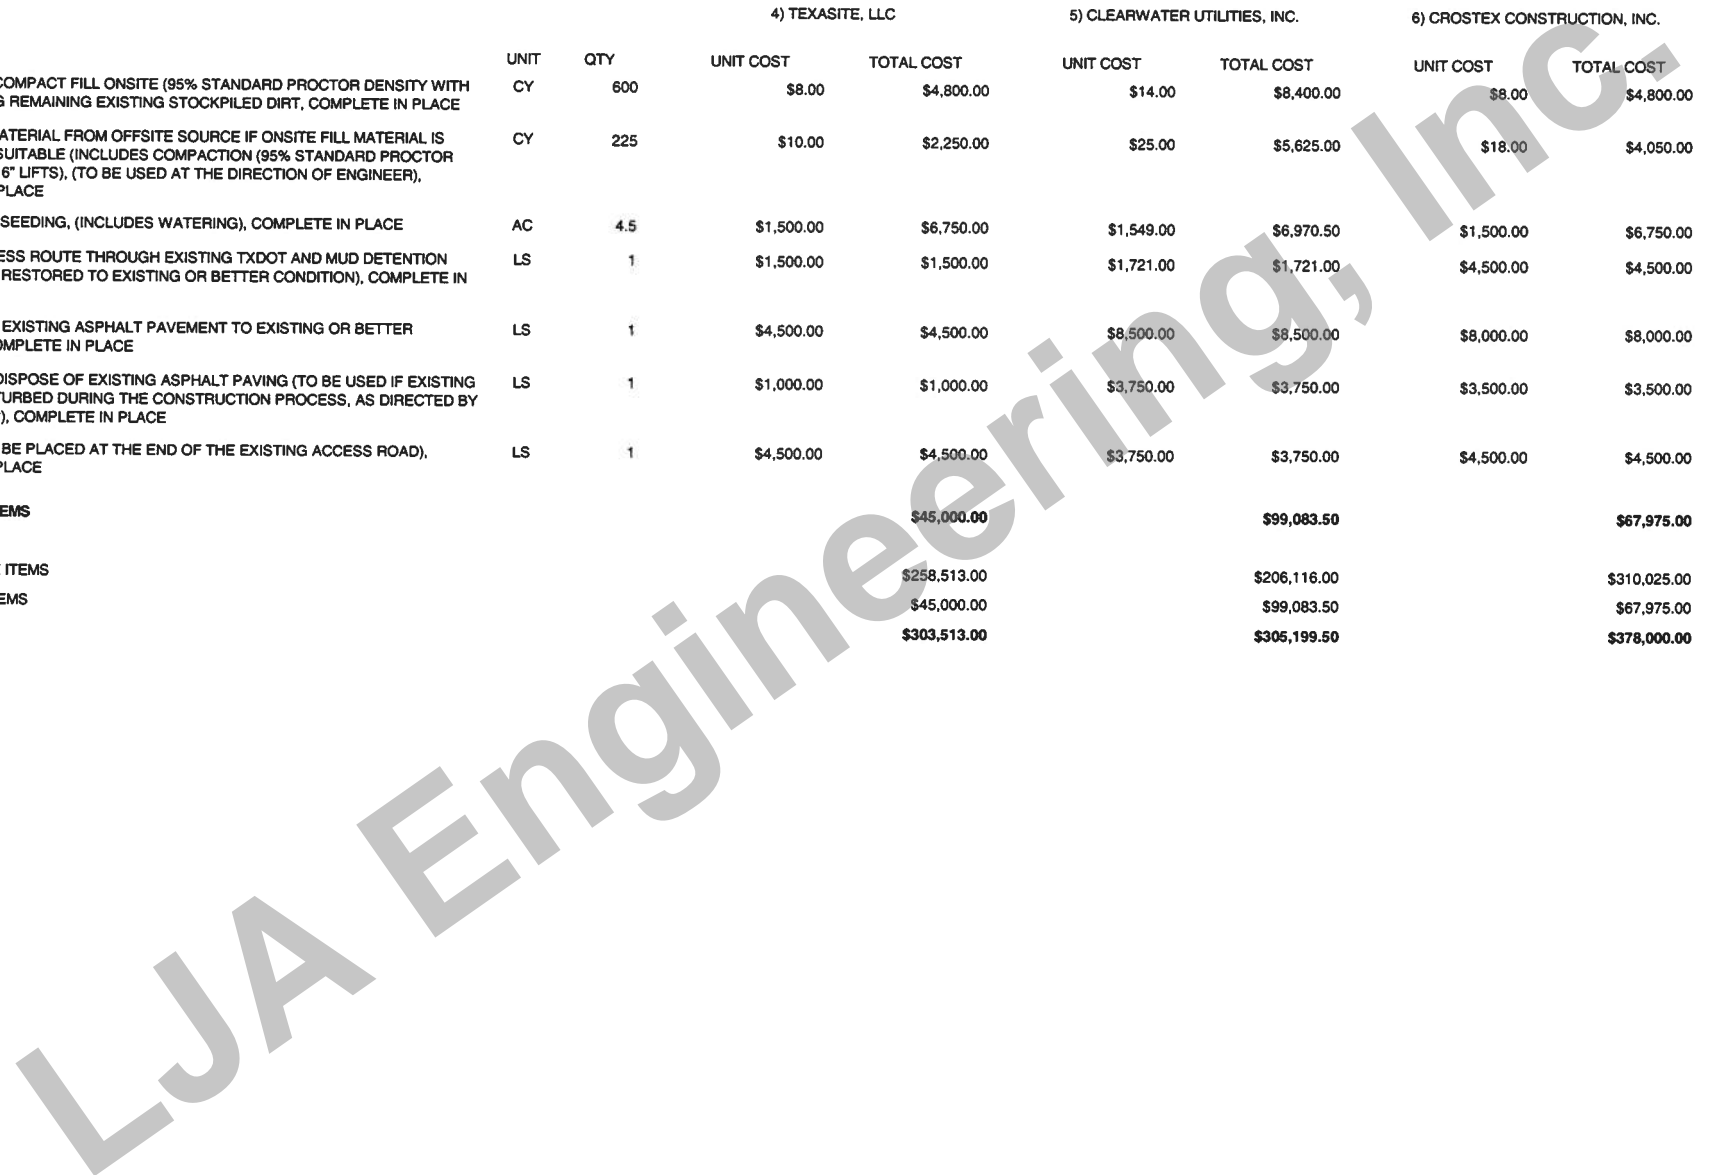 4) TEXASITE, LLC 5) CLEARWATER UTILITIES, INC. 6) CROSTEX CONSTRUCTION, INC.
UNIT QTY UNIT COST TOTAL COST UNIT COST TOTAL COST UNIT COST TOTAL COST
COMPACT FILL ONSITE (95% STANDARD PROCTOR DENSITY WITH CY 600 $8.00 $4,800.00 $14.00 $8,400.00 $8.00 $4,800.00
REMAINING EXISTING STOCKPILED DIRT, COMPLETE IN PLACE
ATERIAL FROM OFFSITE SOURCE IF ONSITE FILL MATERIAL IS CY 225 $10.00 $2,250.00 $25.00 $5,625.00 $18.00 $4,050.00
SUITABLE (INCLUDES COMPACTION (95% STANDARD PROCTOR
6" LIFTS), (TO BE USED AT THE DIRECTION OF ENGINEER),
PLACE
SEEDING, (INCLUDES WATERING), COMPLETE IN PLACE AC 4.5 $1,500.00 $6,750.00 $1,549.00 $6,970.50 $1,500.00 $6,750.00
ESS ROUTE THROUGH EXISTING TXDOT AND MUD DETENTION LS 1 $1,500.00 $1,500.00 $1,721.00 $1,721.00 $4,500.00 $4,500.00
RESTORED TO EXISTING OR BETTER CONDITION), COMPLETE IN
EXISTING ASPHALT PAVEMENT TO EXISTING OR BETTER LS 1 $4,500.00 $4,500.00 $8,500.00 $8,500.00 $8,000.00 $8,000.00
OMPLETE IN PLACE
DISPOSE OF EXISTING ASPHALT PAVING (TO BE USED IF EXISTING LS 1 $1,000.00 $1,000.00 $3,750.00 $3,750.00 $3,500.00 $3,500.00
TURBED DURING THE CONSTRUCTION PROCESS, AS DIRECTED BY
), COMPLETE IN PLACE
BE PLACED AT THE END OF THE EXISTING ACCESS ROAD), LS 1 $4,500.00 $4,500.00 $3,750.00 $3,750.00 $4,500.00 $4,500.00
PLACE
EMS $45,000.00 $99,083.50 $67,975.00
ITEMS $258,513.00 $206,116.00 $310,025.00
EMS $45,000.00 $99,083.50 $67,975.00
$303,513.00 $305,199.50 $378,000.00
LJA Engineering, Inc.